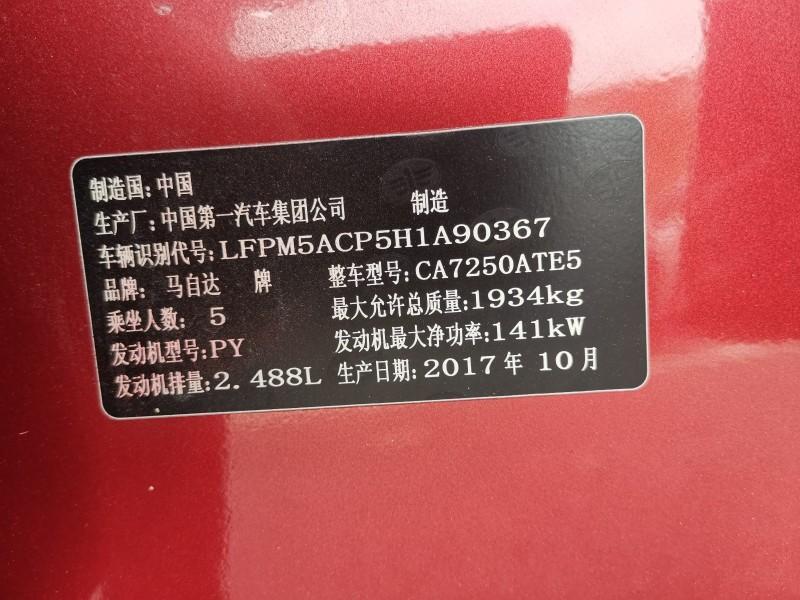 制造国:中国
生产厂:中国第一汽车集团公司 制造
车辆识别代号:LFPM5ACP5H1A90367
品牌: 马自达 牌 整车型号:CA7250ATE5
乘坐人数: 5 最大允许总质量:1934kg
发动机型号:PY 发动机最大净功率:141kW
发动机排量:2.488L 生产日期:2017年 10月